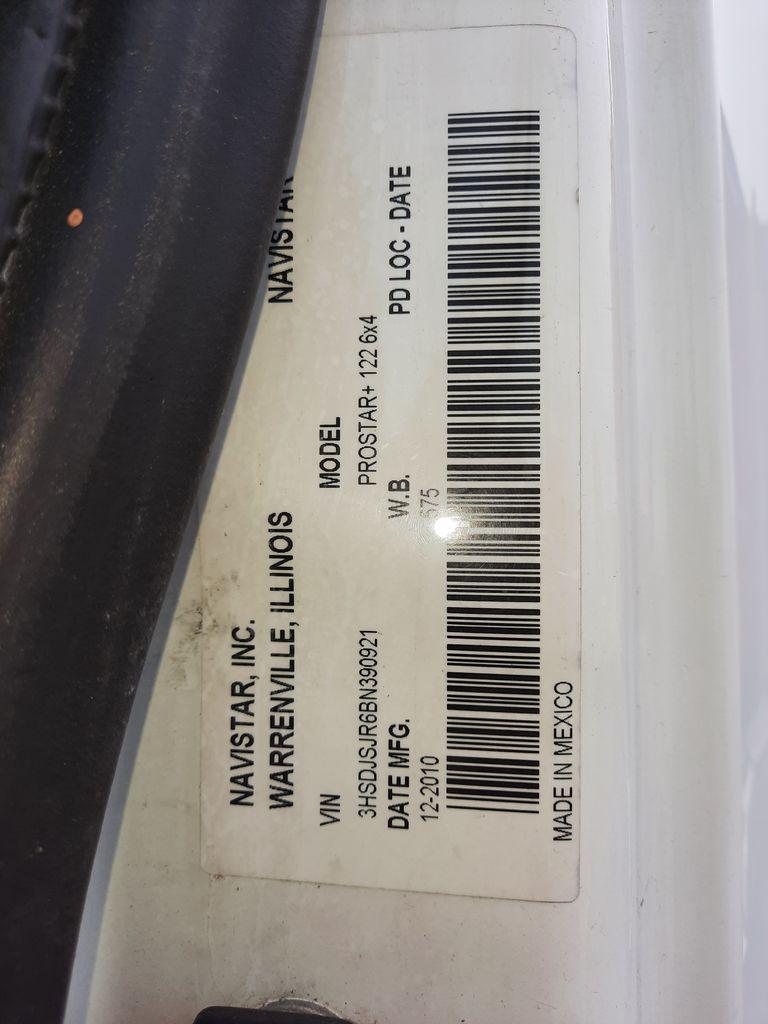 NAVISTAR, INC.
WARRENVILLE, ILLINOIS
NAVISTAR
VIN
MODEL
3HSDJSJR6BN390921
PROSTAR+ 122 6x4
DATE MFG.
W.B.
PD LOC - DATE
12-2010
MADE IN MEXICO